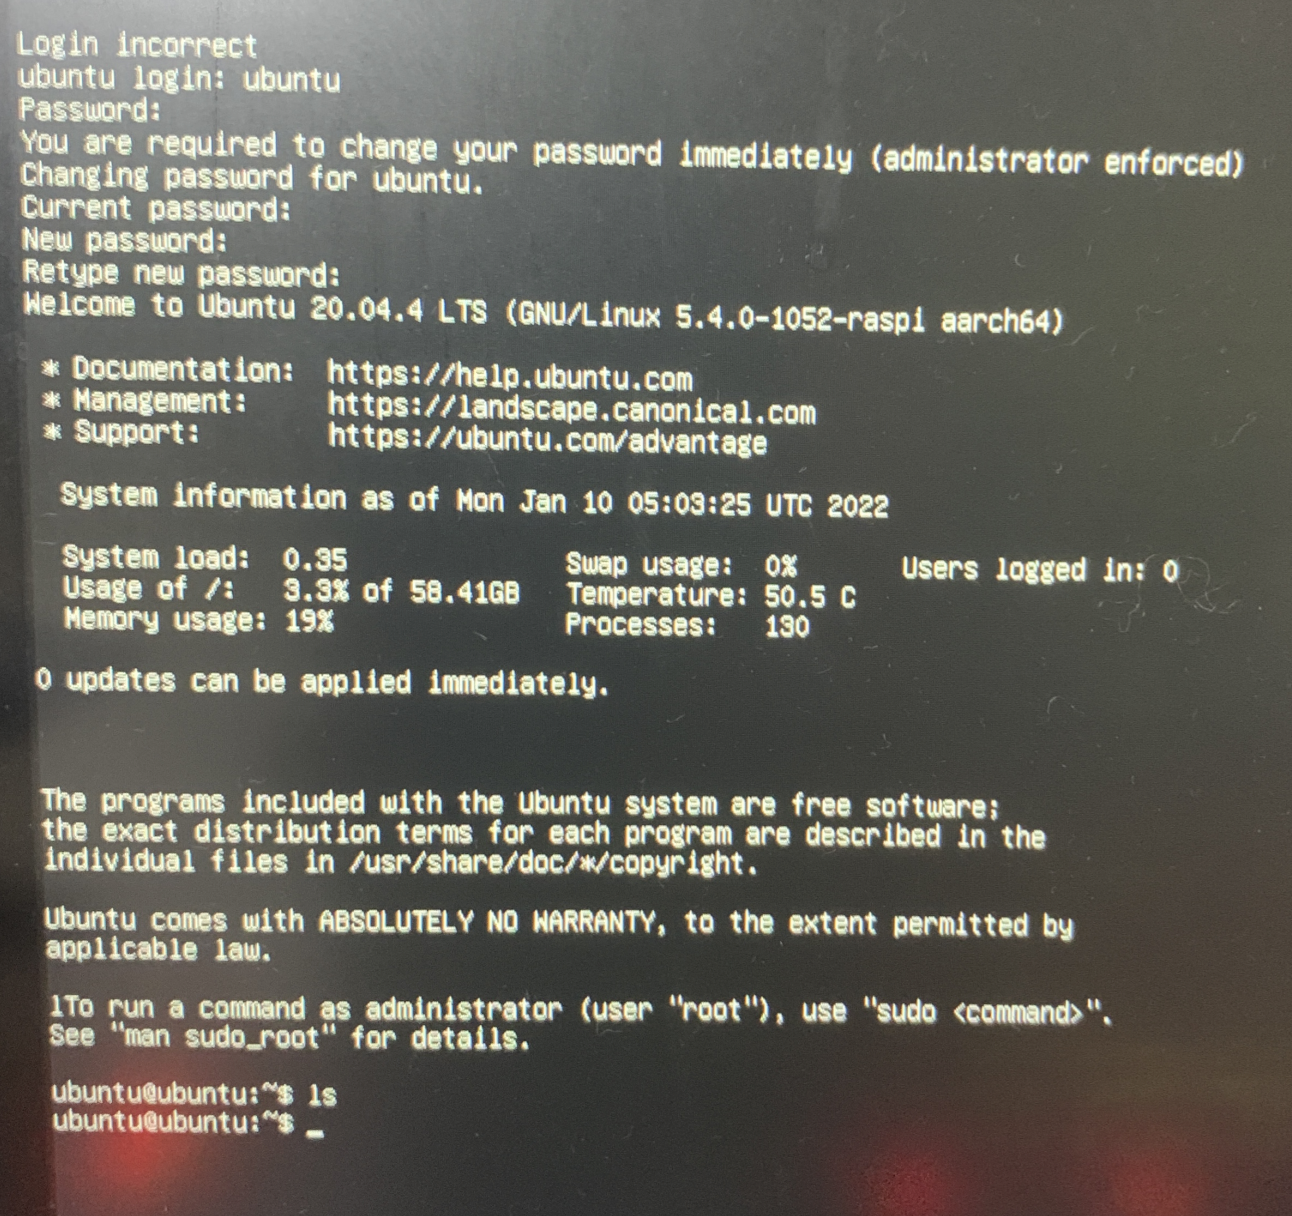 Login incorrect
ubuntu login: ubuntu
Password:
You are required to change your password immediately (administrator enforced)
Changing password for ubuntu.
Current password:
New password:
Retype new password:
Welcome to Ubuntu 20.04.4 LTS (GNU/Linux 5.4.0-1052-raspi aarch64)
* Documentation: https://help.ubuntu.com
* Management: https://landscape.canonical.com
* Support: https://ubuntu.com/advantage
System information as of Mon Jan 10 05:03:25 UTC 2022
System load: 0.35 Swap usage: 0% Users logged in: 0
Usage of /: 3.3% of 58.41GB Temperature: 50.5 C
Memory usage: 19% Processes: 130
0 updates can be applied immediately.
The programs included with the Ubuntu system are free software;
the exact distribution terms for each program are described in the
individual files in /usr/share/doc/*/copyright.
Ubuntu comes with ABSOLUTELY NO WARRANTY, to the extent permitted by
applicable law.
lTo run a command as administrator (user "root"), use "sudo <command>".
See "man sudo_root" for details.
ubuntu@ubuntu:~$ ls
ubuntu@ubuntu:~$ _